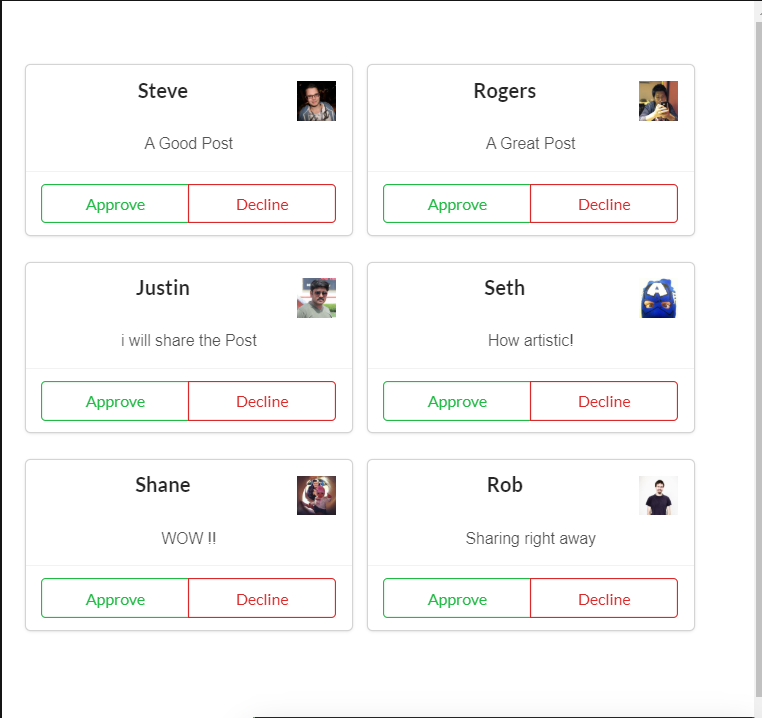 Steve
A Good Post
Approve Decline
Rogers
A Great Post
Approve Decline
Justin
i will share the Post
Approve Decline
Seth
A
How artistic!
Approve Decline
Shane
WOW !!
Approve Decline
Rob
Sharing right away
Approve Decline